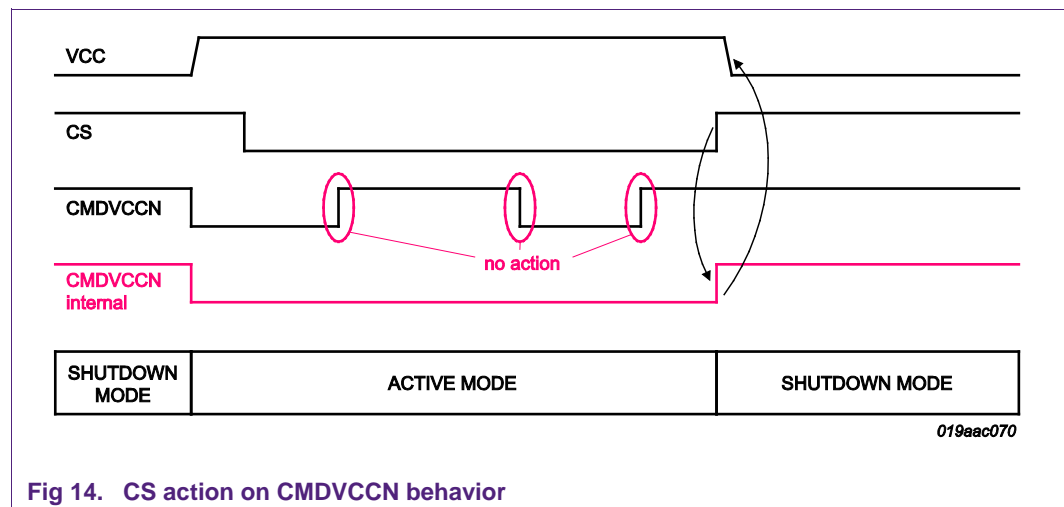 VCC
CS
CMDVCCN
no action
CMDVCCN
internal
SHUTDOWN
MODE
ACTIVE MODE
SHUTDOWN MODE
019aac070
Fig 14. CS action on CMDVCCN behavior